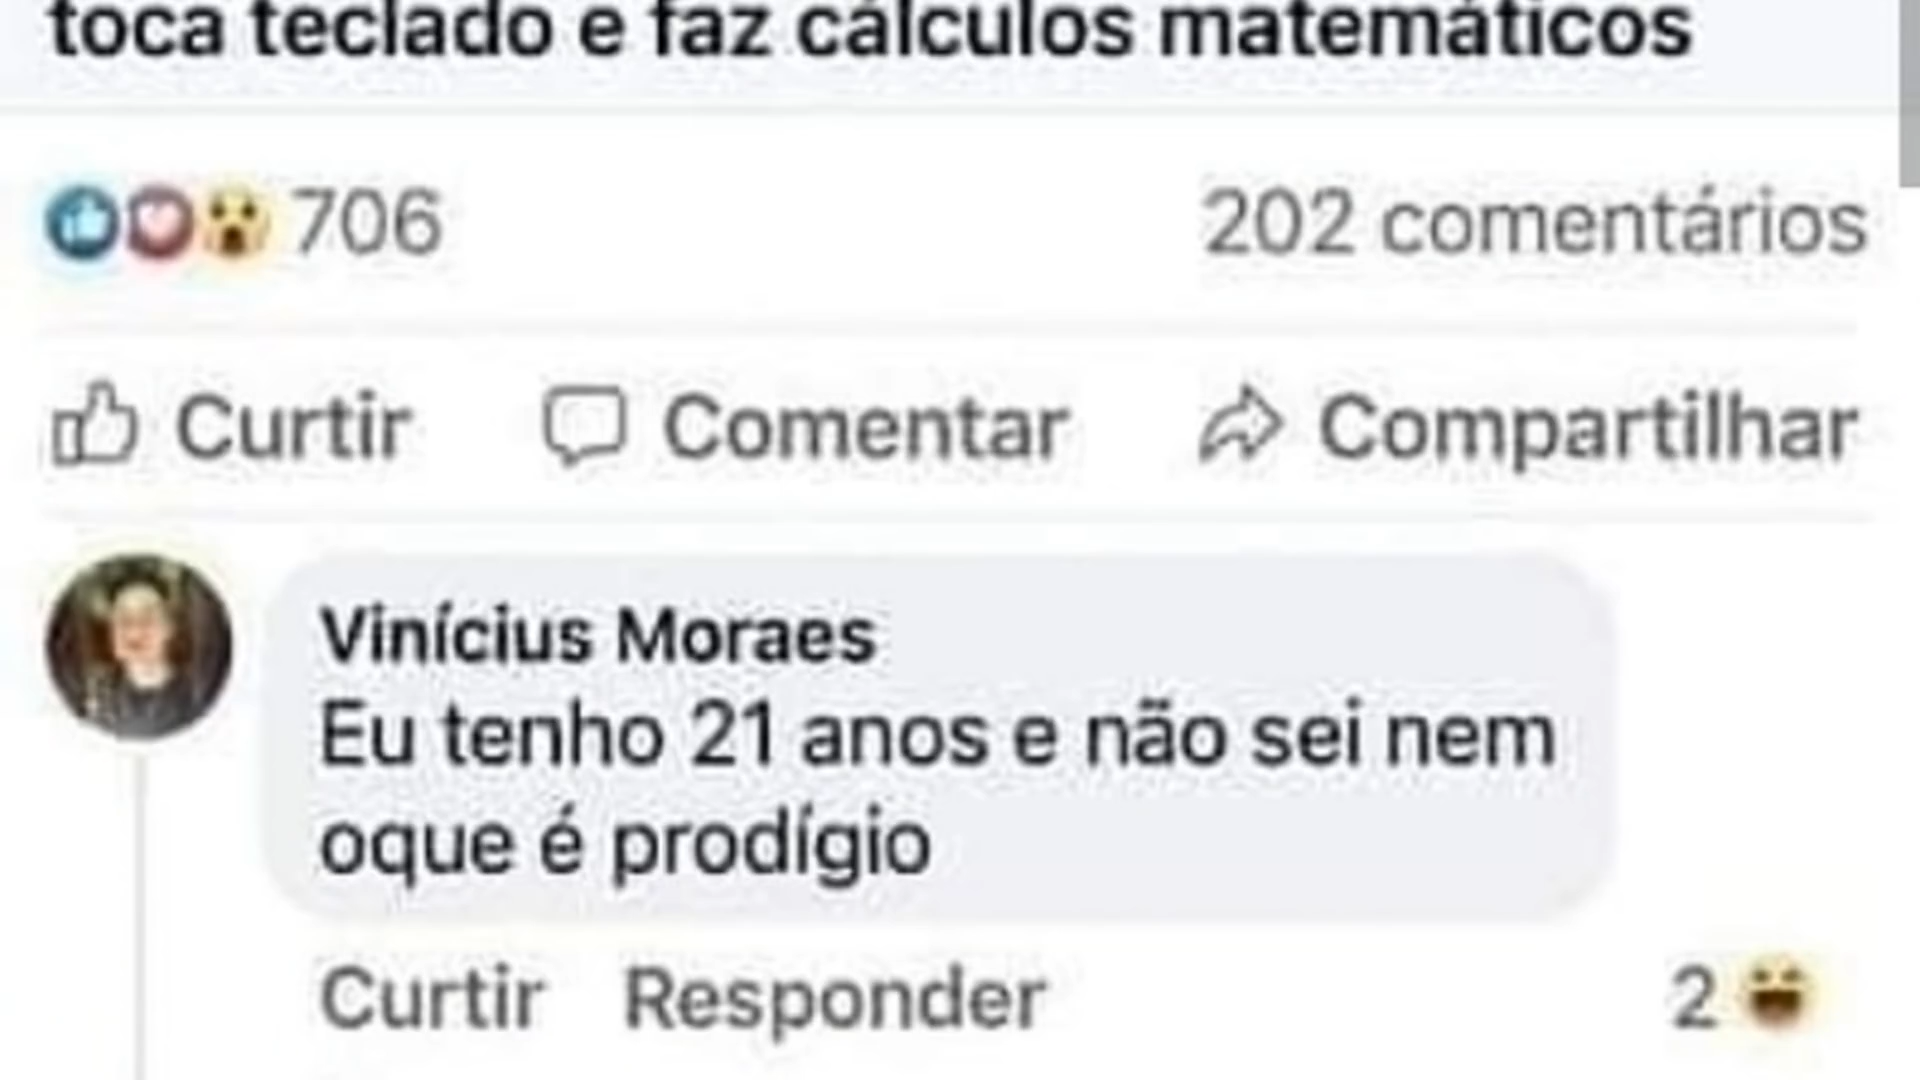 toca teclado e faz cálculos matemáticos
706 202 comentários
Curtir Comentar Compartilhar
Vinícius Moraes
Eu tenho 21 anos e não sei nem
oque é prodígio
Curtir Responder 2